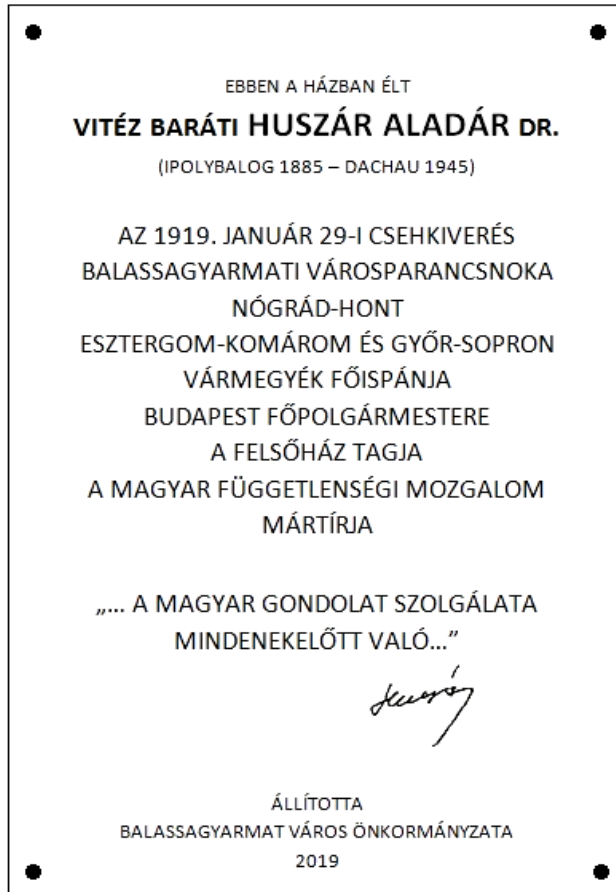 EBBEN A HÁZBAN ÉLT
VITÉZ BARÁTI HUSZÁR ALADÁR DR.
(IPOLYBALOG 1885 – DACHAU 1945)
AZ 1919. JANUÁR 29-I CSEHKIVERÉS
BALASSAGYARMATI VÁROSPARANCSNOKA
NÓGRÁD-HONT
ESZTERGOM-KOMÁROM ÉS GYŐR-SOPRON
VÁRMEGYÉK FŐISPÁNJA
BUDAPEST FŐPOLGÁRMESTERE
A FELSŐHÁZ TAGJA
A MAGYAR FÜGGETLENSÉGI MOZGALOM
MÁRTÍRJA
„... A MAGYAR GONDOLAT SZOLGÁLATA
MINDENEKELŐTT VALÓ...”
Huszár
ÁLLÍTOTTA
BALASSAGYARMAT VÁROS ÖNKORMÁNYZATA
2019